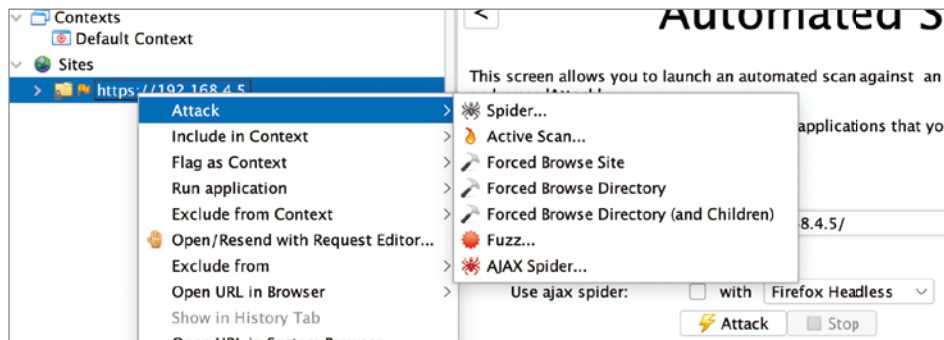 Contexts
Default Context
Sites
https://192.168.4.5
Attack
Include in Context
Flag as Context
Run application
Exclude from Context
Open/Resend with Request Editor...
Exclude from
Open URL in Browser
Show in History Tab
Spider...
Active Scan...
Forced Browse Site
Forced Browse Directory
Forced Browse Directory (and Children)
Fuzz...
AJAX Spider...
<
Automated S
This screen allows you to launch an automated scan against an
applications that yo
8.4.5/
Use ajax spider: with Firefox Headless
Attack Stop